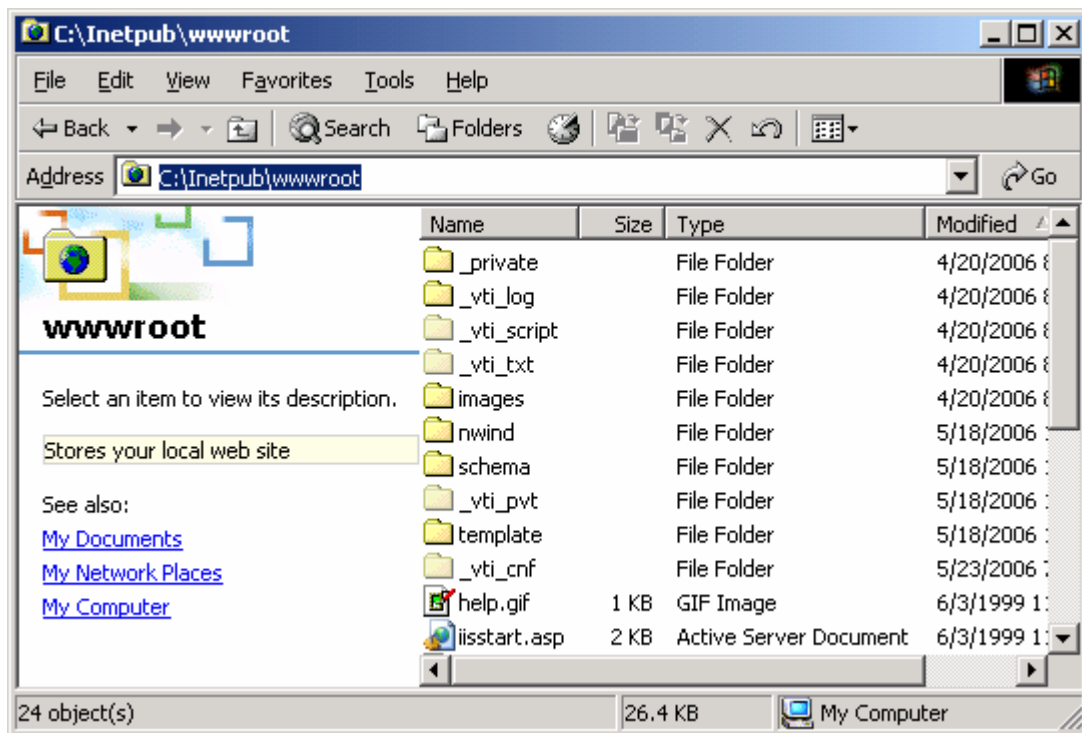 C:\Inetpub\wwwroot
File Edit View Favorites Tools Help
Back Search Folders
Address C:\Inetpub\wwwroot Go
Name Size Type Modified
wwwroot
Select an item to view its description.
Stores your local web site
See also:
My Documents
My Network Places
My Computer
_private File Folder 4/20/2006 8
_vti_log File Folder 4/20/2006 8
_vti_script File Folder 4/20/2006 8
_vti_txt File Folder 4/20/2006 8
images File Folder 4/20/2006 8
nwind File Folder 5/18/2006
schema File Folder 5/18/2006
_vti_pvt File Folder 5/18/2006
template File Folder 5/18/2006
_vti_cnf File Folder 5/23/2006
help.gif 1 KB GIF Image 6/3/1999
iisstart.asp 2 KB Active Server Document 6/3/1999
24 object(s) 26.4 KB My Computer